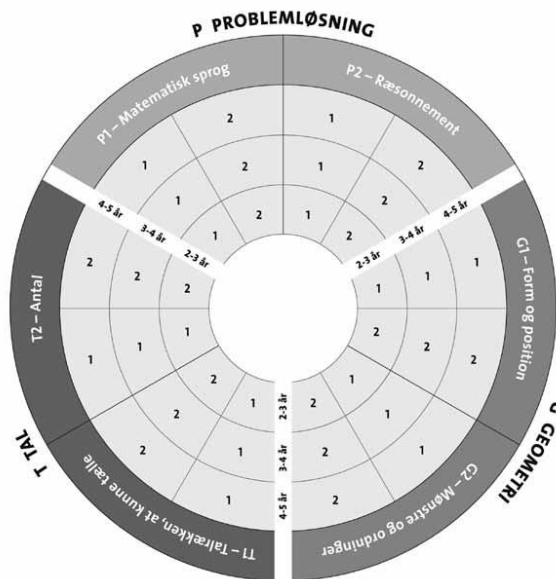 P PROBLEMLØSNING
P1 – Matematisk sprog
P2 – Ræsonnement
2 1
1 2 1 2
1 2 1 2
1 2 1 2
4-5 år 3-4 år 2-3 år
2-3 år 3-4 år 4-5 år
T2 – Antal
G1 – Form og position
2 2 2 1 1 1
1 1 1 2 2 2
2 1 2 1
2 1 2 1
2 1 2 1
2-3 år
3-4 år
4-5 år
T TAL
G GEOMETRI
T1 – Talrækken, at kunne tælle
G2 – Mønstre og ordninger